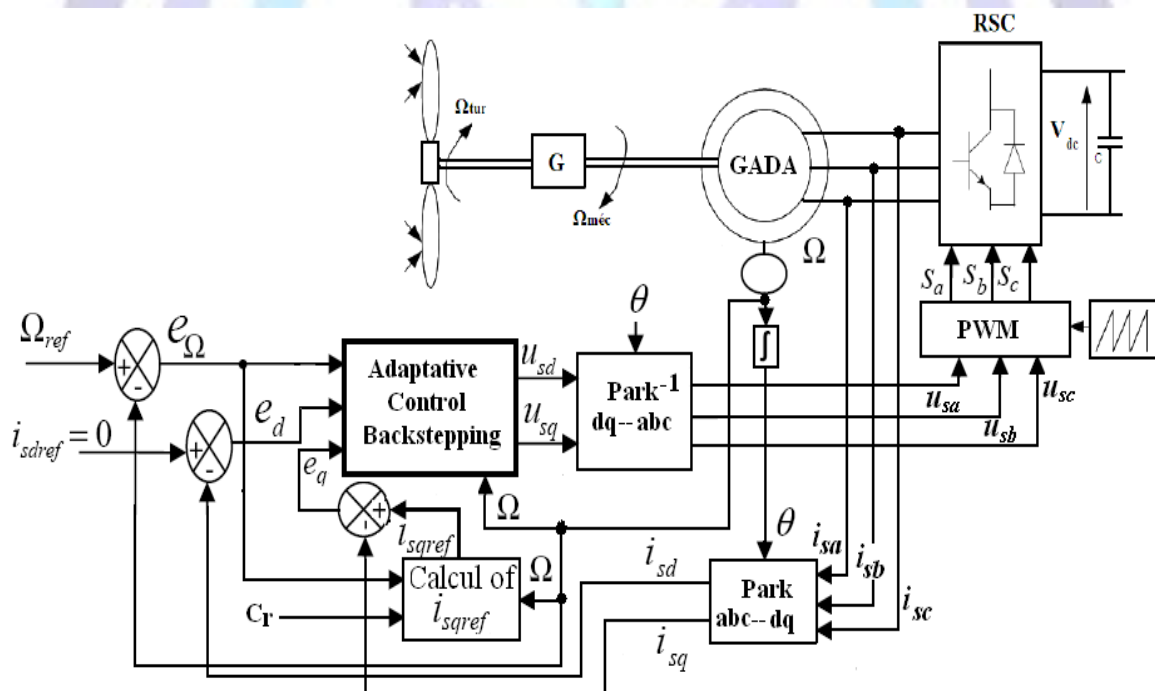 RSC
Ωtur
G
Ωméc
GADA
V dc
C
Ω
Sa Sb Sc
PWM
θ
∫
Ωref
eΩ
+
-
Adaptative
Control
Backstepping
usd
usq
Park-1
dq--abc
usa
usb
usc
isdref = 0
+
-
ed
eq
+
-
Ω
isqref
Calcul of
isqref
Ω
Cr
isd
isq
θ
Park
abc--dq
isa
isb
isc